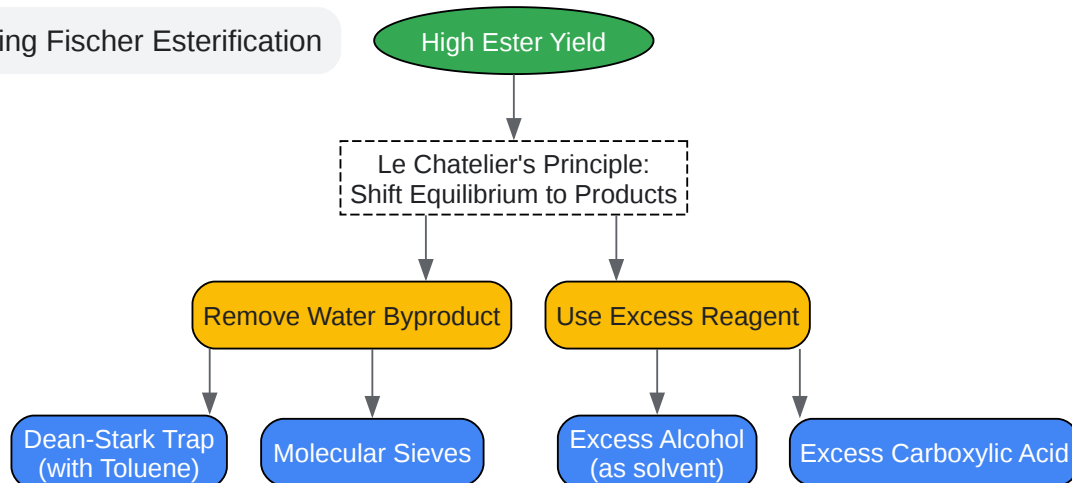 ing Fischer Esterification
High Ester Yield
Le Chatelier's Principle:
Shift Equilibrium to Products
Remove Water Byproduct
Use Excess Reagent
Dean-Stark Trap
(with Toluene)
Molecular Sieves
Excess Alcohol
(as solvent)
Excess Carboxylic Acid